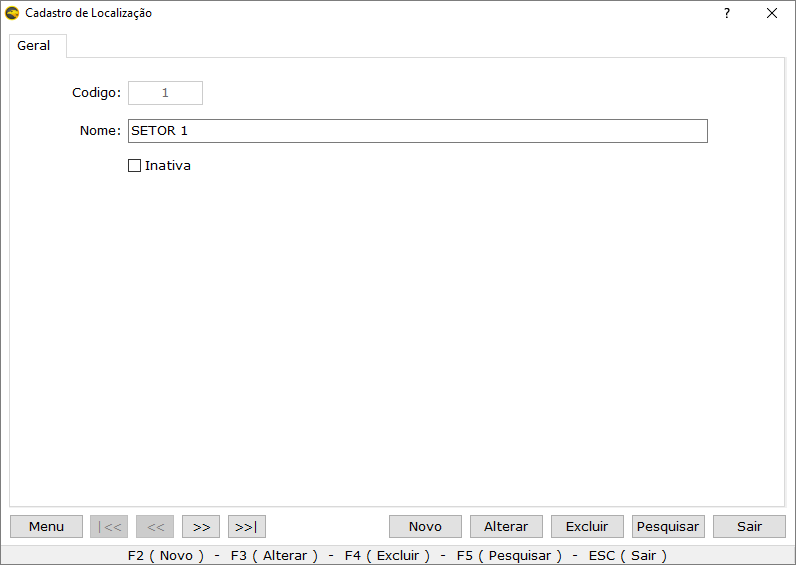 Cadastro de Localização ?
Geral
Codigo: 1
Nome: SETOR 1
Inativa
Menu |<< << >> >>| Novo Alterar Excluir Pesquisar Sair
F2 ( Novo ) - F3 ( Alterar ) - F4 ( Excluir ) - F5 ( Pesquisar ) - ESC ( Sair )